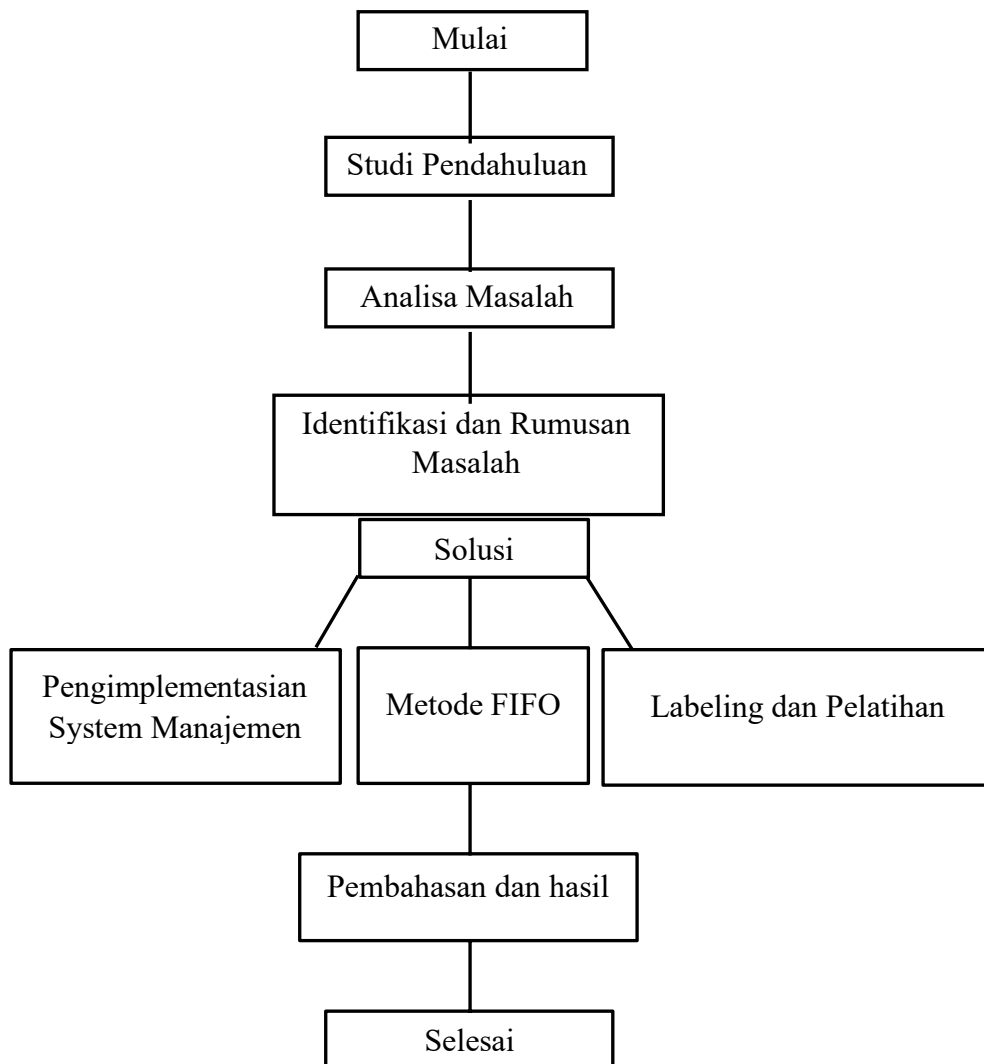 Mulai
Studi Pendahuluan
Analisa Masalah
Identifikasi dan Rumusan
Masalah
Solusi
Pengimplementasian
System Manajemen
Metode FIFO
Labeling dan Pelatihan
Pembahasan dan hasil
Selesai